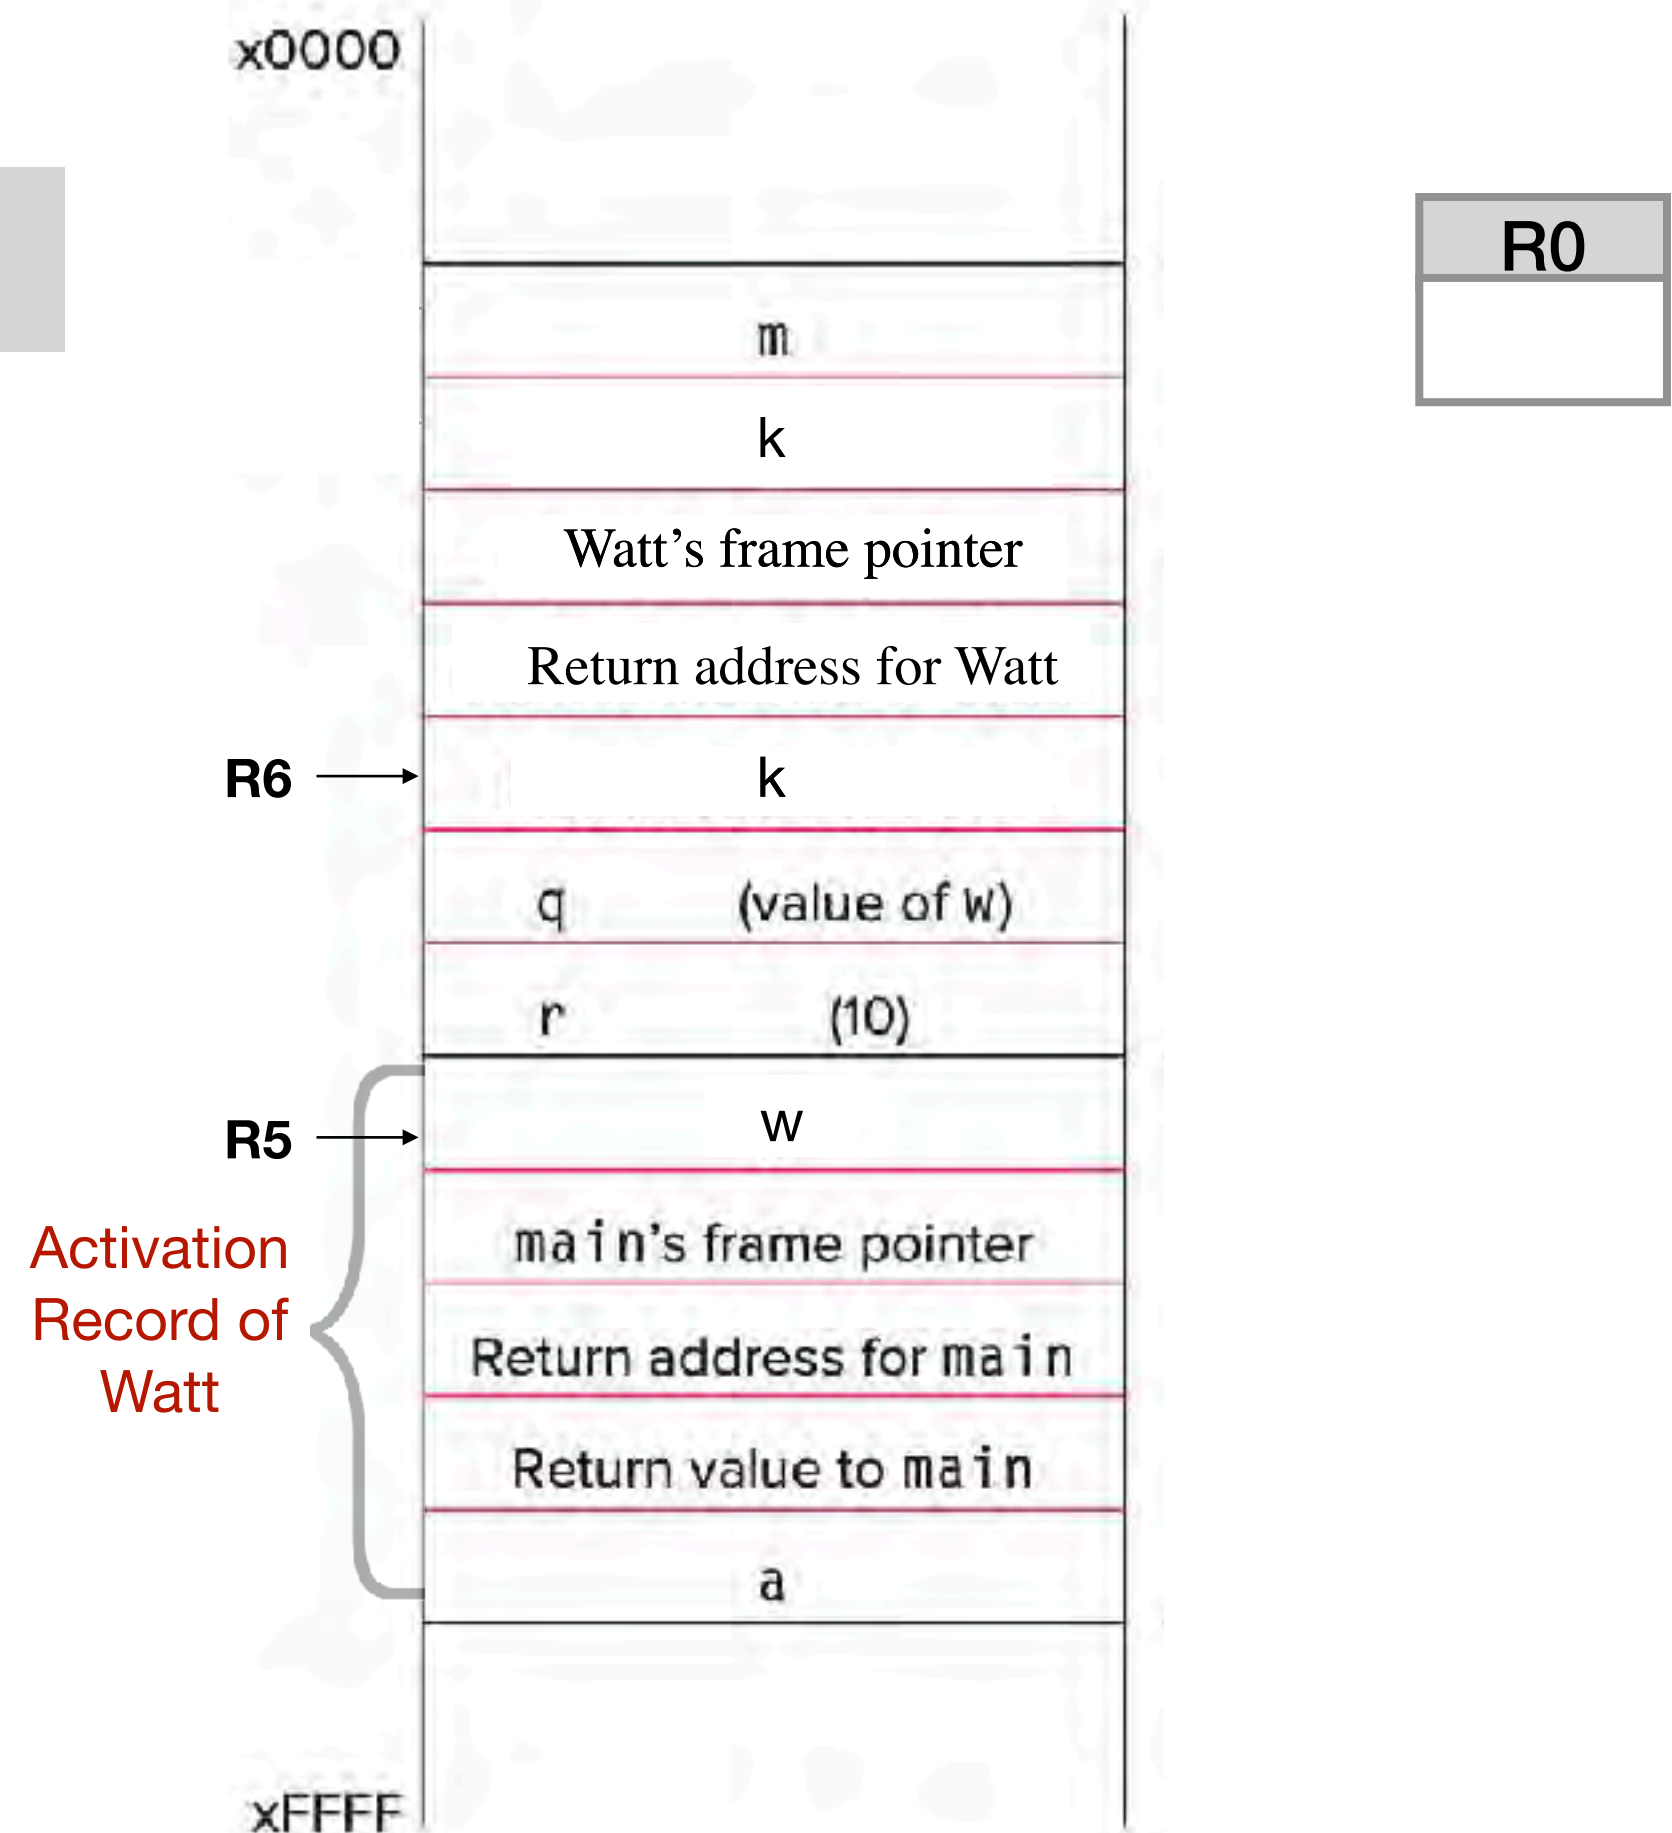 x0000
R0
m
k
Watt’s frame pointer
Return address for Watt
R6
k
q (value of w)
r (10)
R5
w
Activation
Record of
Watt
main’s frame pointer
Return address for main
Return value to main
a
xFFFF